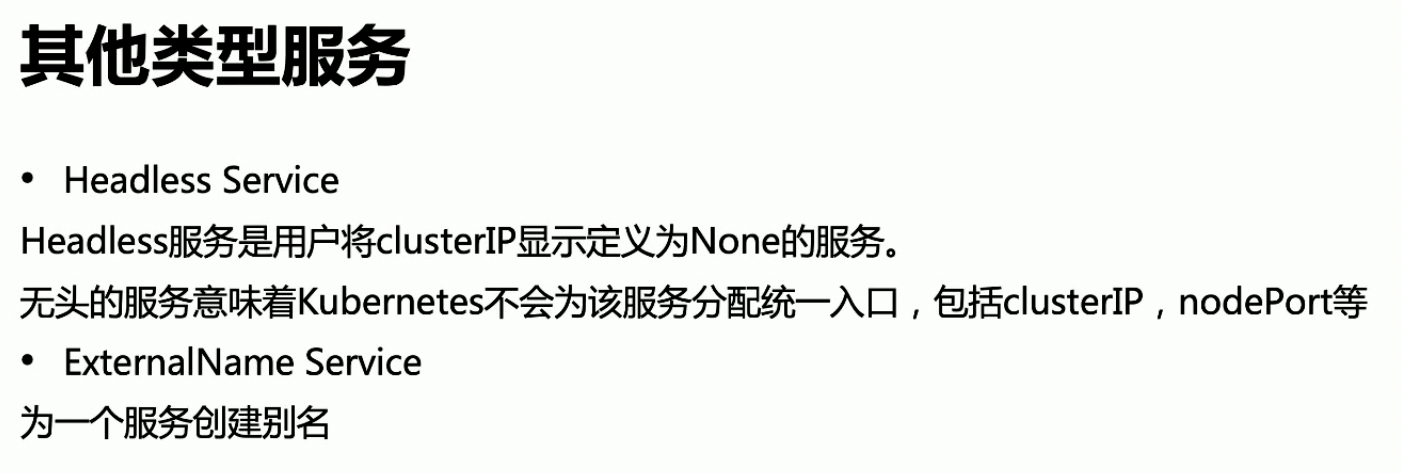 其他类型服务
• Headless Service
Headless服务是用户将clusterIP显示定义为None的服务。
无头的服务意味着Kubernetes不会为该服务分配统一入口，包括clusterIP，nodePort等
• ExternalName Service
为一个服务创建别名